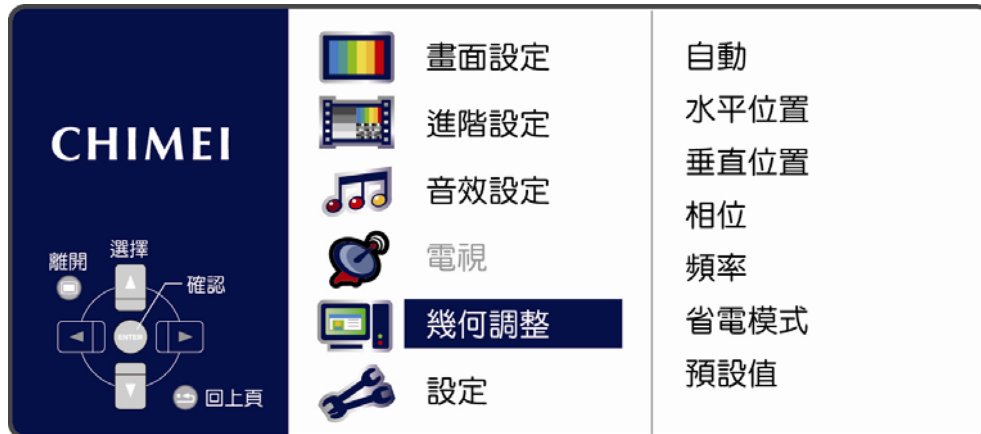 CHIMEI
離開
選擇
確認
ENTER
回上頁
畫面設定
進階設定
音效設定
電視
幾何調整
設定
自動
水平位置
垂直位置
相位
頻率
省電模式
預設值